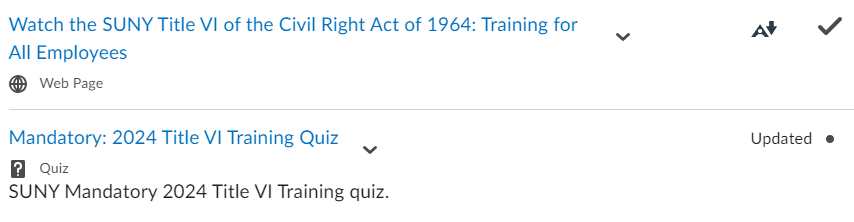 Watch the SUNY Title VI of the Civil Right Act of 1964: Training for
All Employees
Web Page
Mandatory: 2024 Title VI Training Quiz
Updated
Quiz
SUNY Mandatory 2024 Title VI Training quiz.